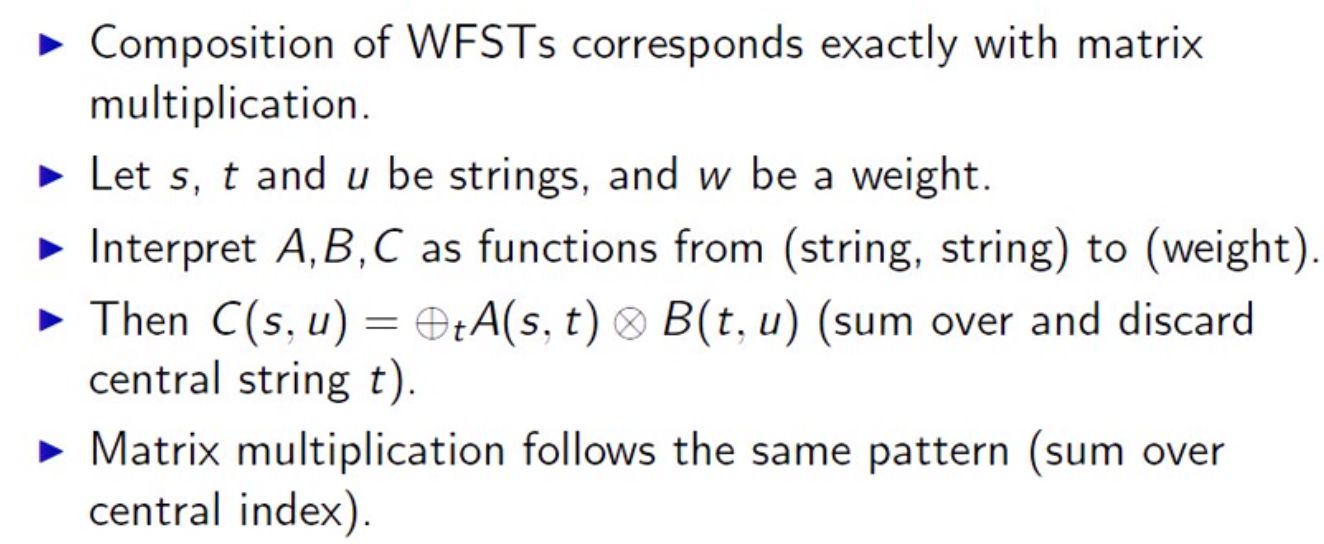 ▶ Composition of WFSTs corresponds exactly with matrix
multiplication.
▶ Let s, t and u be strings, and w be a weight.
▶ Interpret A,B,C as functions from (string, string) to (weight).
▶ Then C(s, u) = ⊕ₜA(s, t) ⊗ B(t, u) (sum over and discard
central string t).
▶ Matrix multiplication follows the same pattern (sum over
central index).